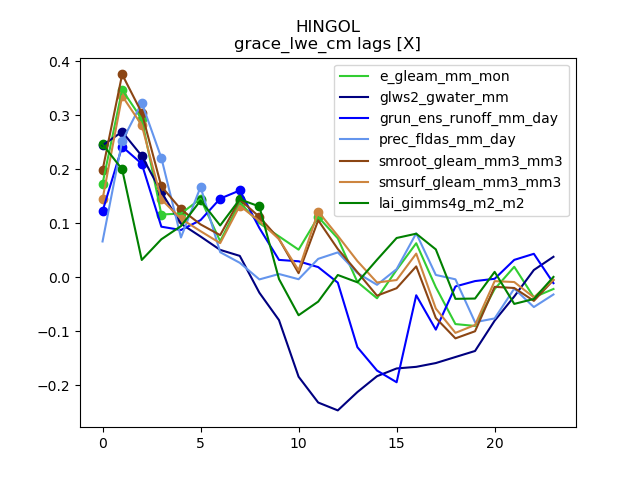 HINGOL
grace_lwe_cm lags [X]
0.4
0.3
0.2
0.1
0.0
−0.1
−0.2
0
5
10
15
20
e_gleam_mm_mon
glws2_gwater_mm
grun_ens_runoff_mm_day
prec_fldas_mm_day
smroot_gleam_mm3_mm3
smsurf_gleam_mm3_mm3
lai_gimms4g_m2_m2